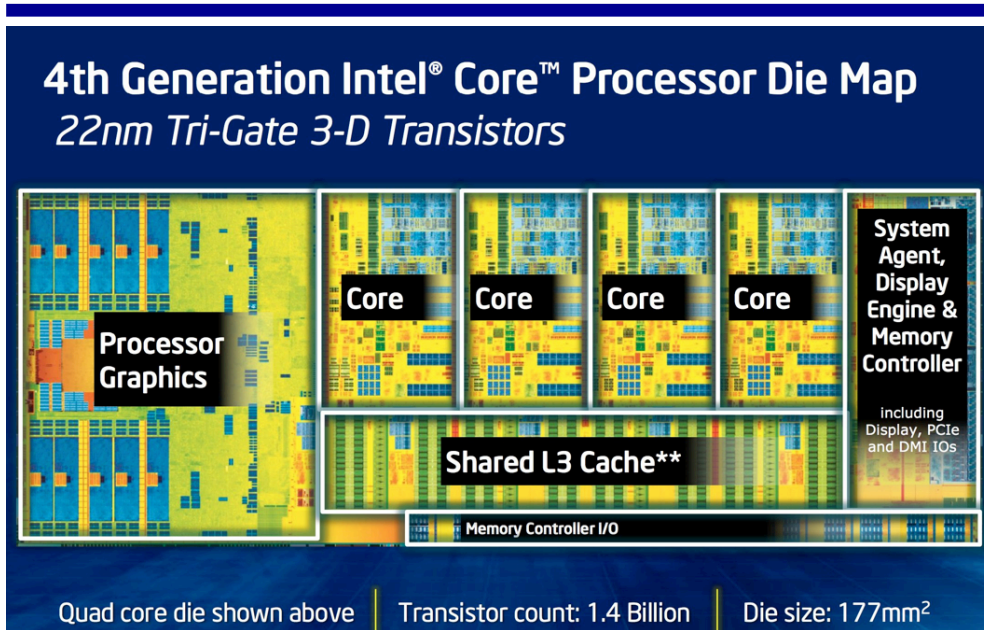 4th Generation Intel® Core™ Processor Die Map
22nm Tri-Gate 3-D Transistors
Processor
Graphics
Core
Core
Core
Core
System
Agent,
Display
Engine &
Memory
Controller
including
Display, PCIe
and DMI IOs
Shared L3 Cache**
Memory Controller I/O
Quad core die shown above
Transistor count: 1.4 Billion
Die size: 177mm²